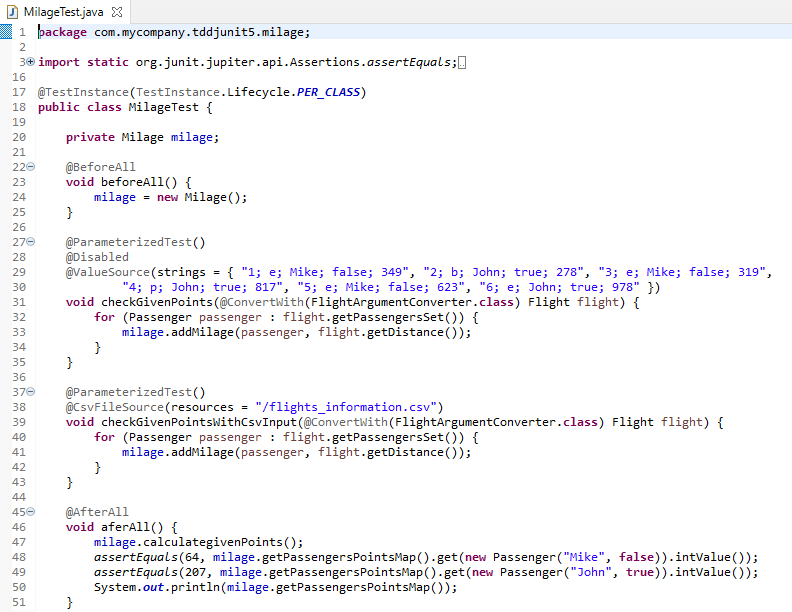 MilageTest.java
1 package com.mycompany.tddjunit5.milage;
2
3 import static org.junit.jupiter.api.Assertions.assertEquals;
16
17 @TestInstance(TestInstance.Lifecycle.PER_CLASS)
18 public class MilageTest {
19
20     private Milage milage;
21
22     @BeforeAll
23     void beforeAll() {
24         milage = new Milage();
25     }
26
27     @ParameterizedTest()
28     @Disabled
29     @ValueSource(strings = { "1; e; Mike; false; 349", "2; b; John; true; 278", "3; e; Mike; false; 319",
30             "4; p; John; true; 817", "5; e; Mike; false; 623", "6; e; John; true; 978" })
31     void checkGivenPoints(@ConvertWith(FlightArgumentConverter.class) Flight flight) {
32         for (Passenger passenger : flight.getPassengersSet()) {
33             milage.addMilage(passenger, flight.getDistance());
34         }
35     }
36
37     @ParameterizedTest()
38     @CsvFileSource(resources = "/flights_information.csv")
39     void checkGivenPointsWithCsvInput(@ConvertWith(FlightArgumentConverter.class) Flight flight) {
40         for (Passenger passenger : flight.getPassengersSet()) {
41             milage.addMilage(passenger, flight.getDistance());
42         }
43     }
44
45     @AfterAll
46     void aferAll() {
47         milage.calculategivenPoints();
48         assertEquals(64, milage.getPassengersPointsMap().get(new Passenger("Mike", false)).intValue());
49         assertEquals(207, milage.getPassengersPointsMap().get(new Passenger("John", true)).intValue());
50         System.out.println(milage.getPassengersPointsMap());
51     }